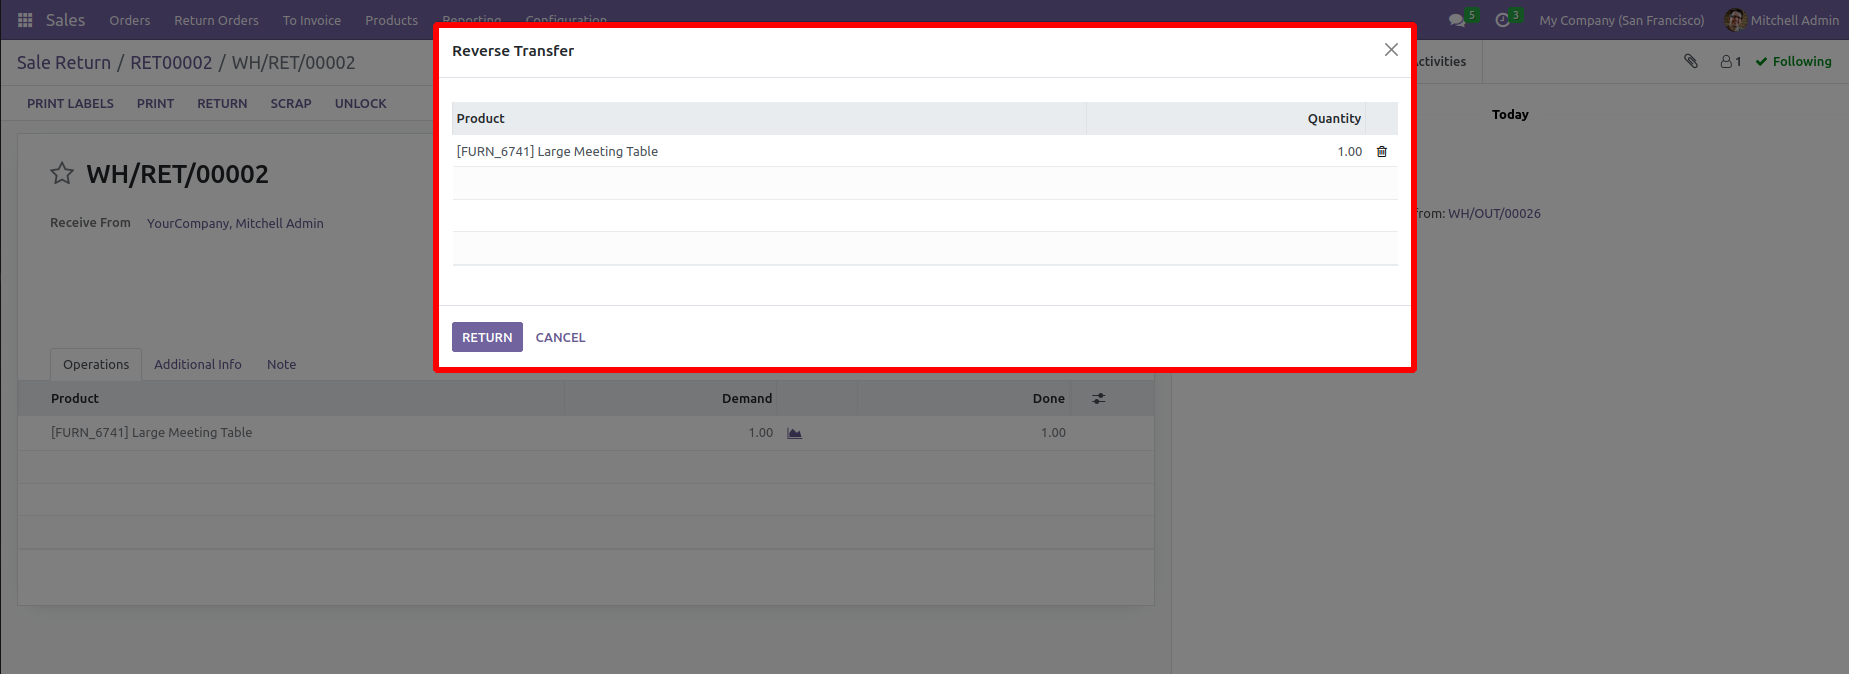 Sales Orders Return Orders To Invoice Products Reporting Configuration 5 3 My Company (San Francisco) Mitchell Admin
Sale Return / RET00002 / WH/RET/00002
PRINT LABELS PRINT RETURN SCRAP UNLOCK
WH/RET/00002
Receive From YourCompany, Mitchell Admin
Operations Additional Info Note
Product Demand Done
[FURN_6741] Large Meeting Table 1.00 1.00
Reverse Transfer
Product Quantity
[FURN_6741] Large Meeting Table 1.00
RETURN CANCEL
ctivities 1 Following
Today
from: WH/OUT/00026